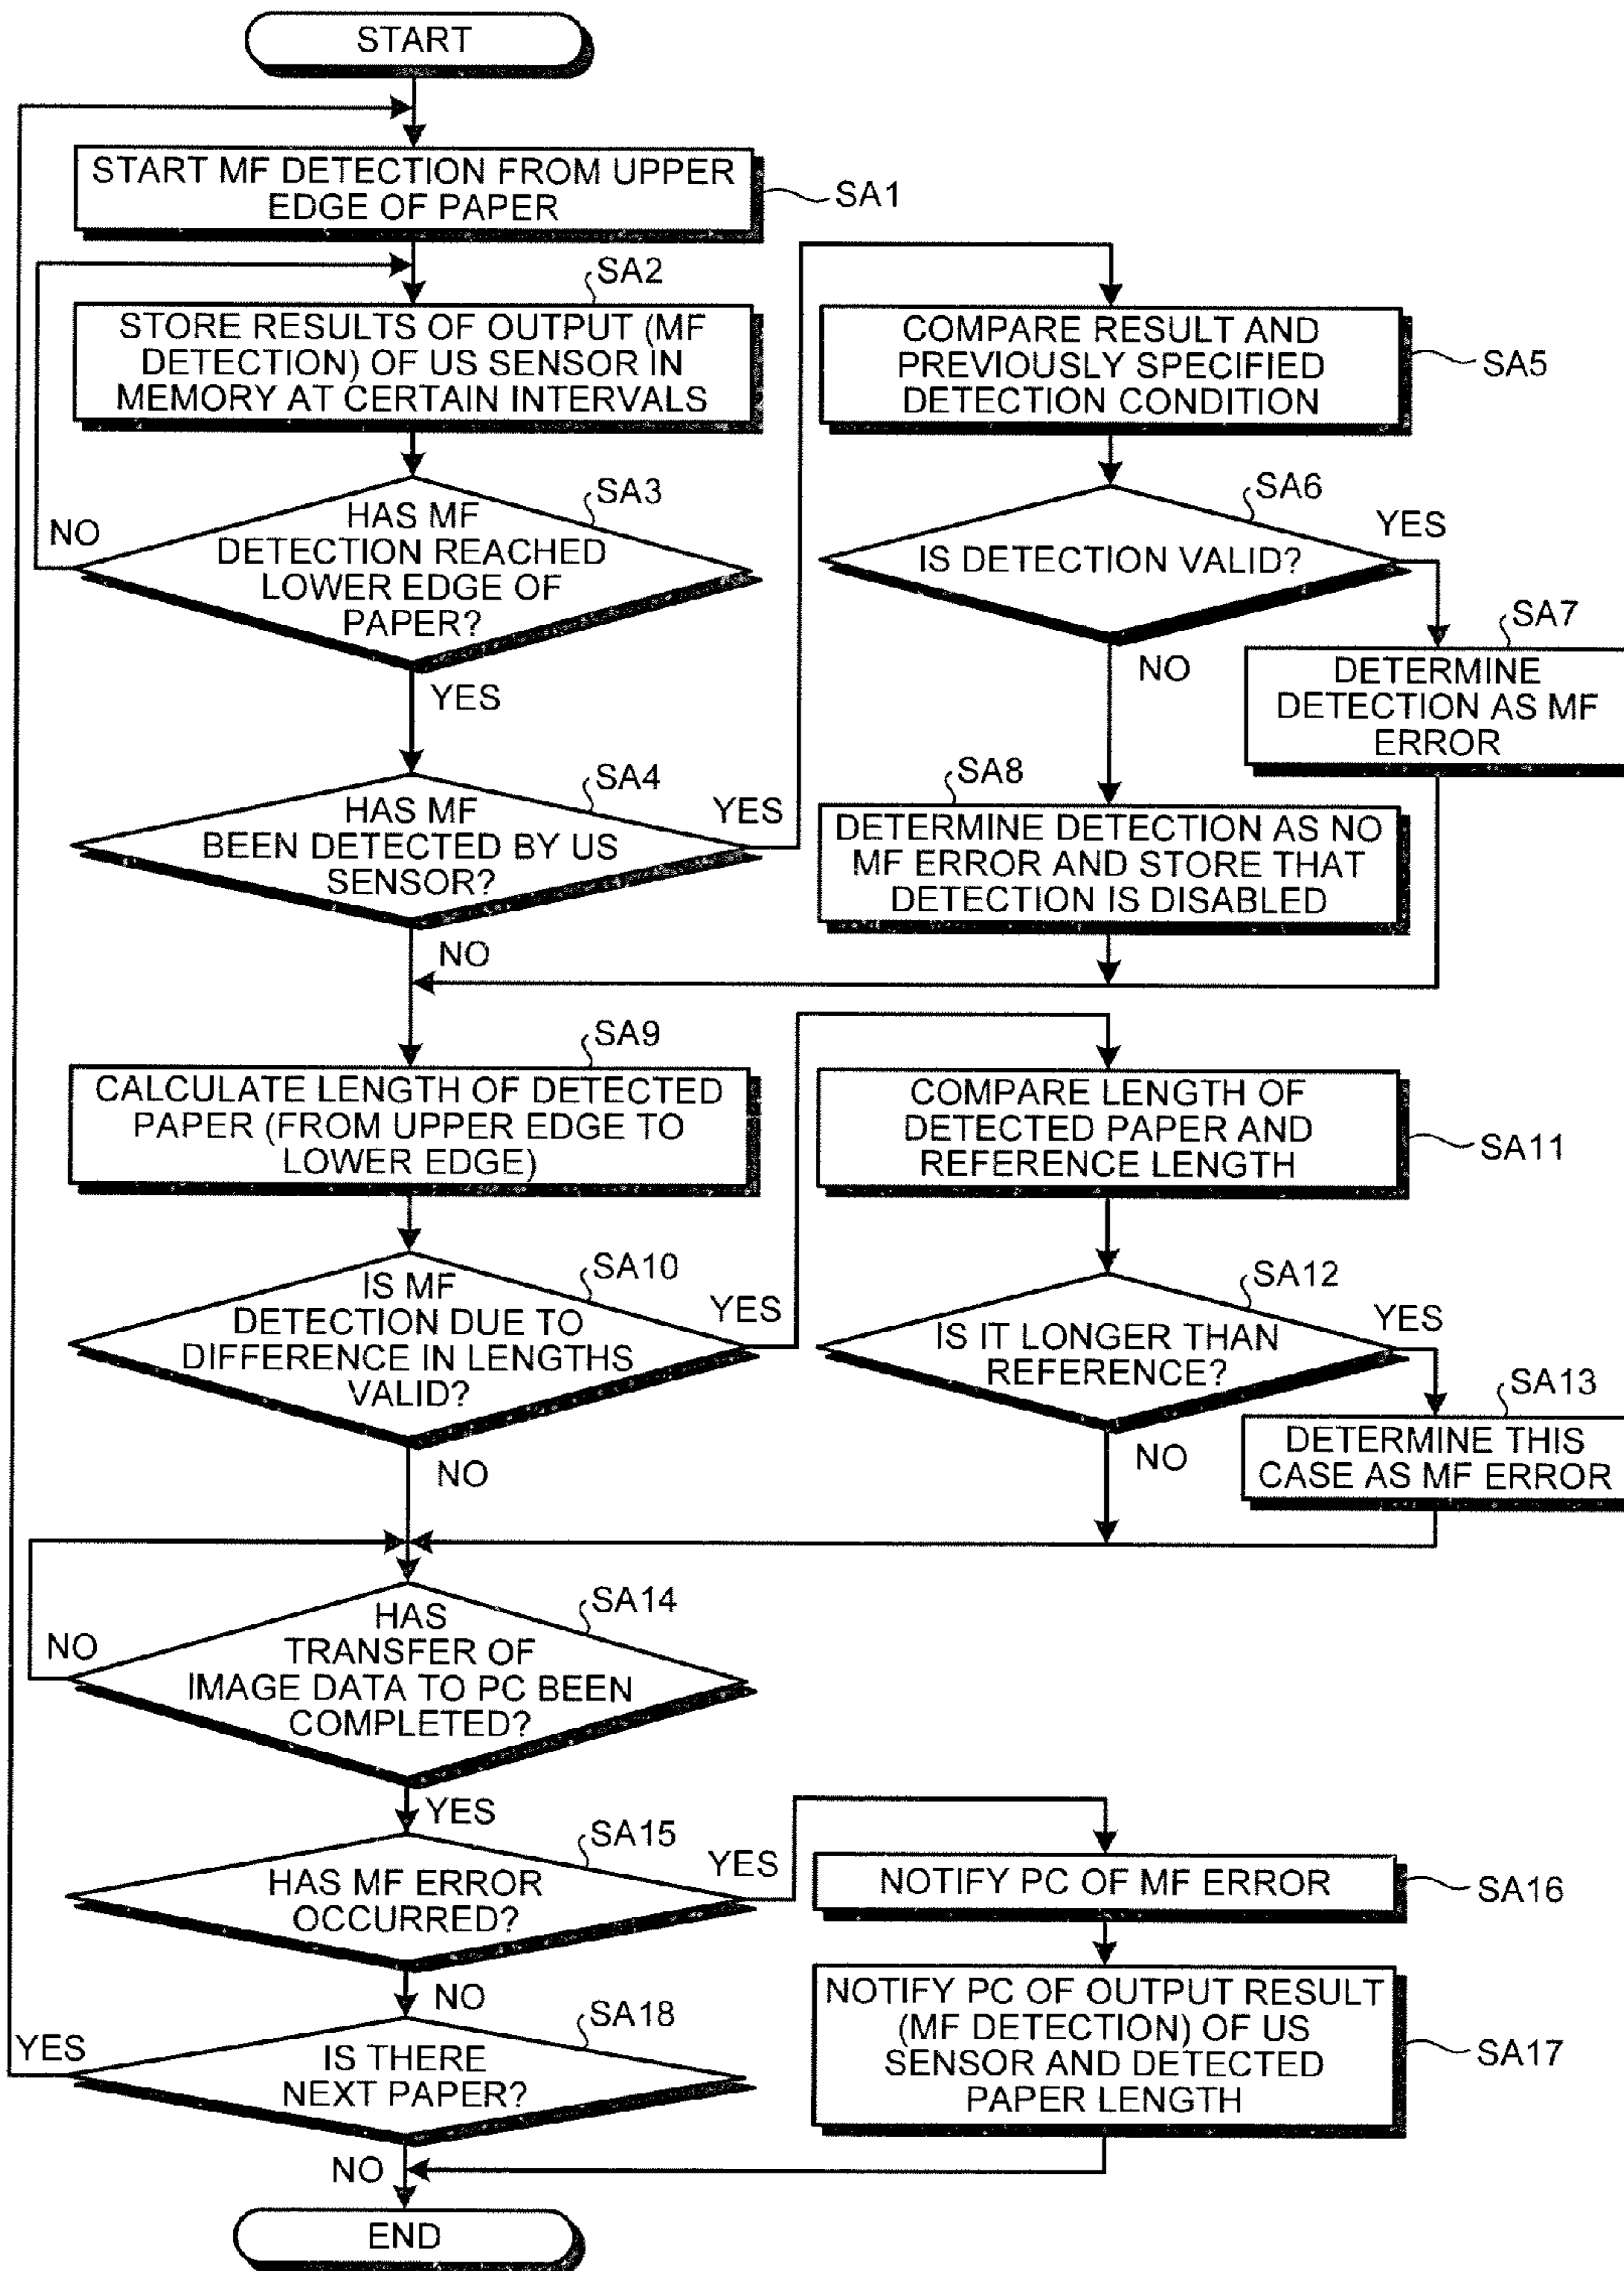 START
START MF DETECTION FROM UPPER
EDGE OF PAPER
SA1
SA2
STORE RESULTS OF OUTPUT (MF
DETECTION) OF US SENSOR IN
MEMORY AT CERTAIN INTERVALS
SA3
HAS MF
DETECTION REACHED
LOWER EDGE OF
PAPER?
NO
YES
SA4
HAS MF
BEEN DETECTED BY US
SENSOR?
YES
NO
COMPARE RESULT AND
PREVIOUSLY SPECIFIED
DETECTION CONDITION
SA5
SA6
IS DETECTION VALID?
YES
NO
SA7
DETERMINE
DETECTION AS MF
ERROR
SA8
DETERMINE DETECTION AS NO
MF ERROR AND STORE THAT
DETECTION IS DISABLED
SA9
CALCULATE LENGTH OF DETECTED
PAPER (FROM UPPER EDGE TO
LOWER EDGE)
SA10
IS MF
DETECTION DUE TO
DIFFERENCE IN LENGTHS
VALID?
YES
NO
COMPARE LENGTH OF
DETECTED PAPER AND
REFERENCE LENGTH
SA11
SA12
IS IT LONGER THAN
REFERENCE?
YES
NO
SA13
DETERMINE THIS
CASE AS MF ERROR
SA14
HAS
TRANSFER OF
IMAGE DATA TO PC BEEN
COMPLETED?
NO
YES
SA15
HAS MF ERROR
OCCURRED?
YES
NO
NOTIFY PC OF MF ERROR
SA16
NOTIFY PC OF OUTPUT RESULT
(MF DETECTION) OF US
SENSOR AND DETECTED
PAPER LENGTH
SA17
SA18
IS THERE
NEXT PAPER?
YES
NO
END